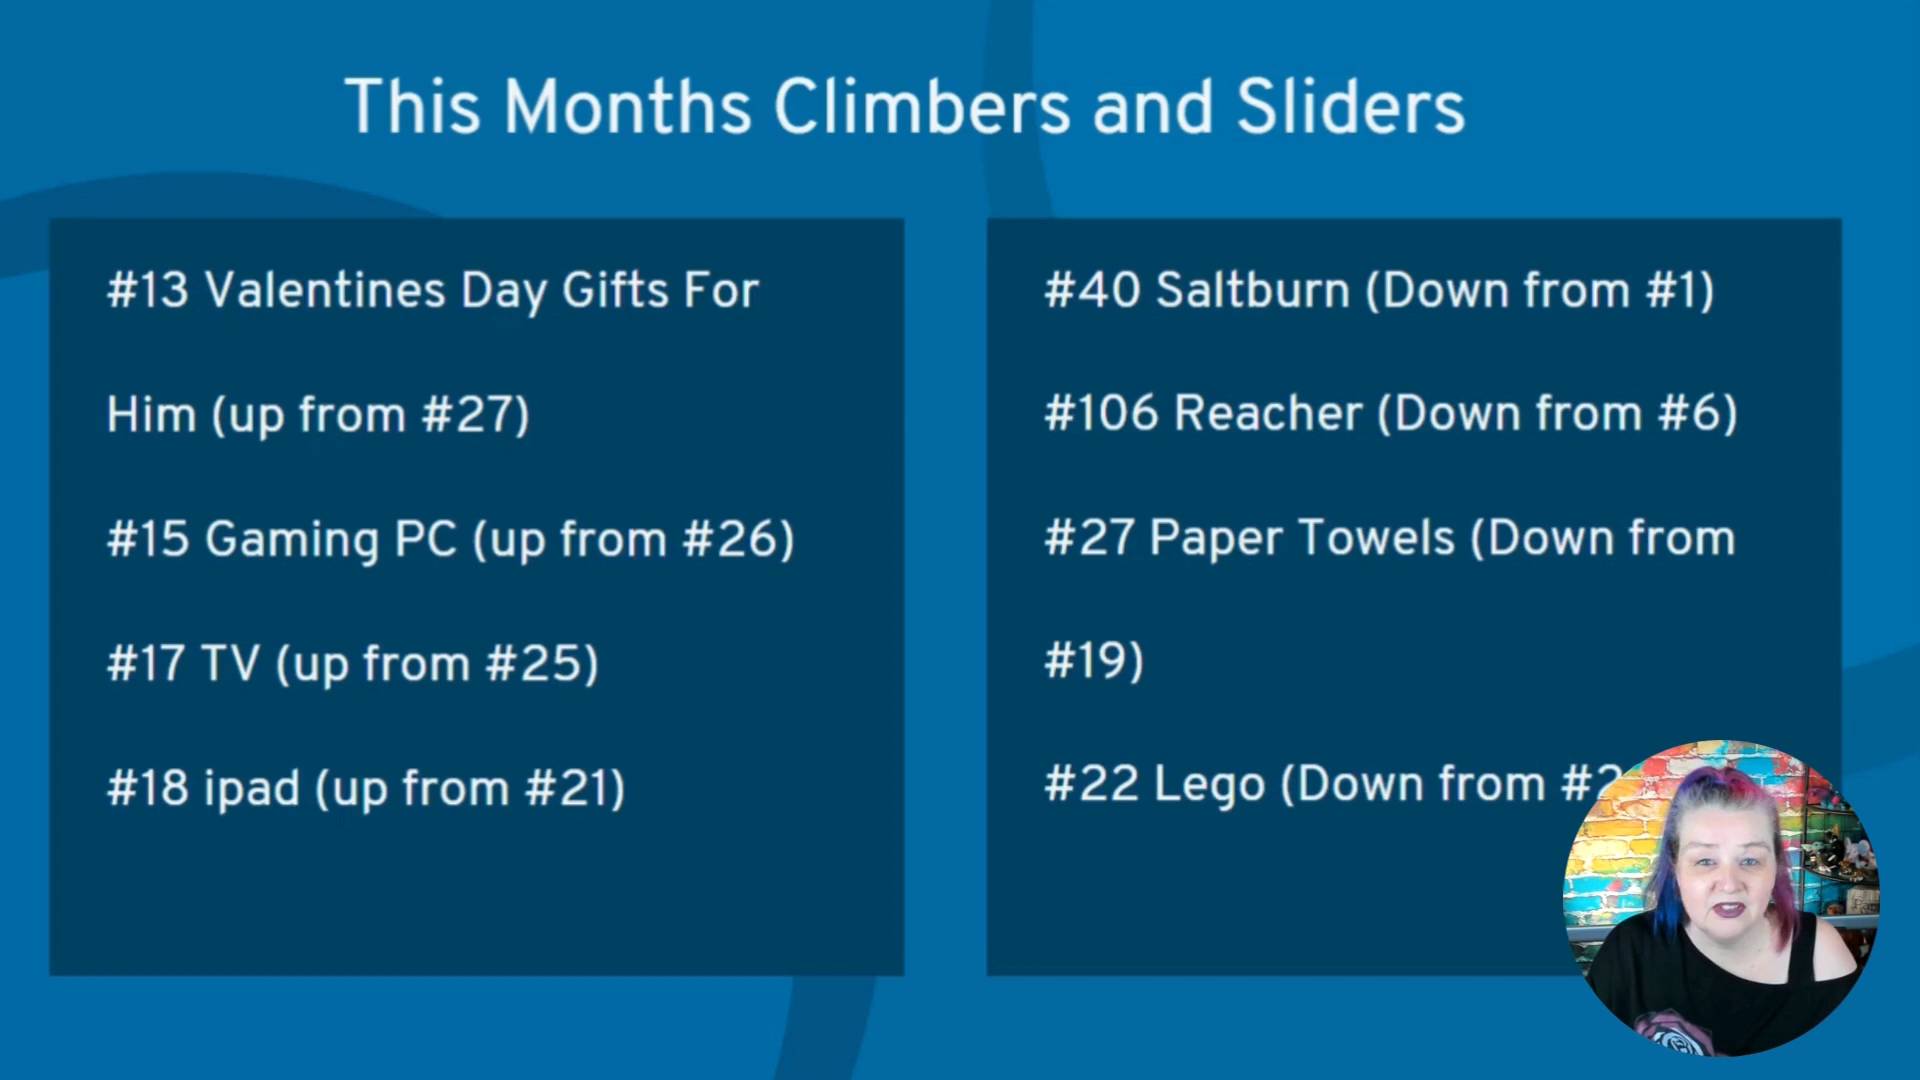 This Months Climbers and Sliders
#13 Valentines Day Gifts For
Him (up from #27)
#15 Gaming PC (up from #26)
#17 TV (up from #25)
#18 ipad (up from #21)
#40 Saltburn (Down from #1)
#106 Reacher (Down from #6)
#27 Paper Towels (Down from
#19)
#22 Lego (Down from